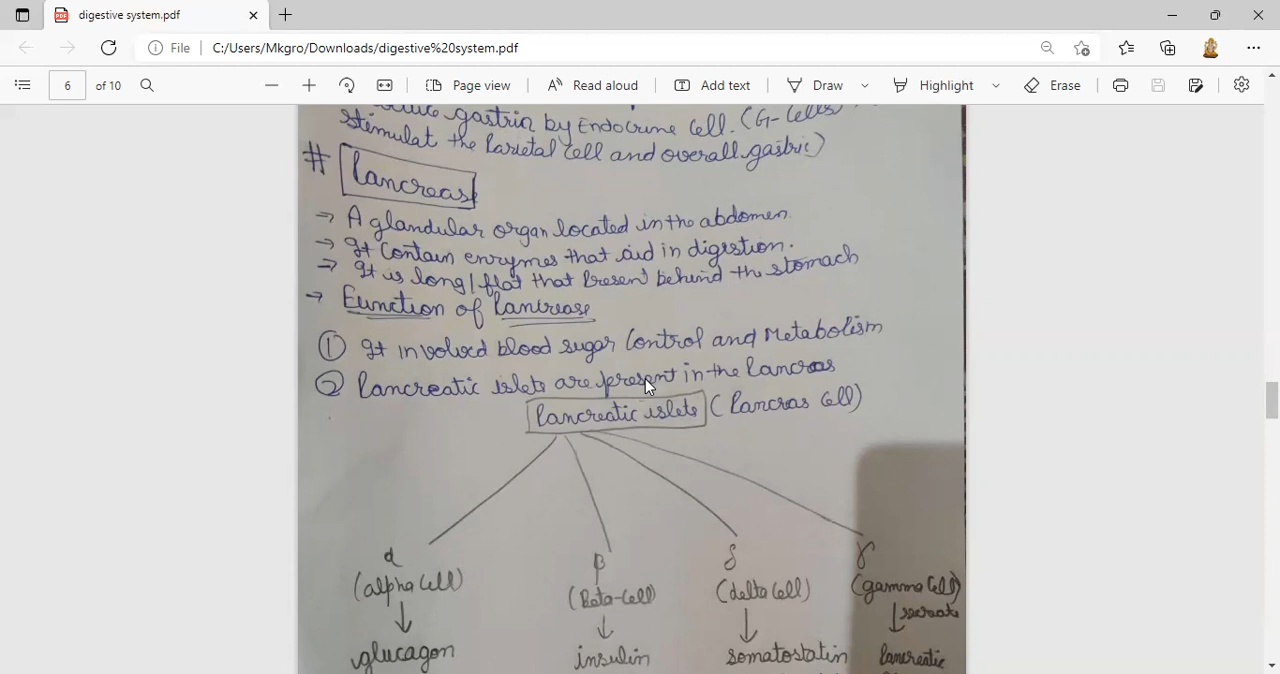 digestive system.pdf
File C:/Users/Mkgro/Downloads/digestive%20system.pdf
6 of 10 Page view Read aloud Add text Draw Highlight Erase
gastrin by Endocrine cell. (G-Cells
Stimulat the Parietal Cell and overall gastric)
# Pancreas
→ A glandular organ located in the abdomen.
→ It Contain enzymes that aid in digestion.
→ It is long/flat that Present behind the stomach
→ Function of Pancrease
① It involved blood sugar Control and Metabolism
② Pancreatic islets are present in the Pancreas
Pancreatic islets (Pancras Cell)
α β δ γ
(alpha Cell) (Beta-Cell) (delta Cell) (gamma Cell)
↓ ↓ ↓ ↓ secreate
glucagon insulin somatostatin Pancreatic